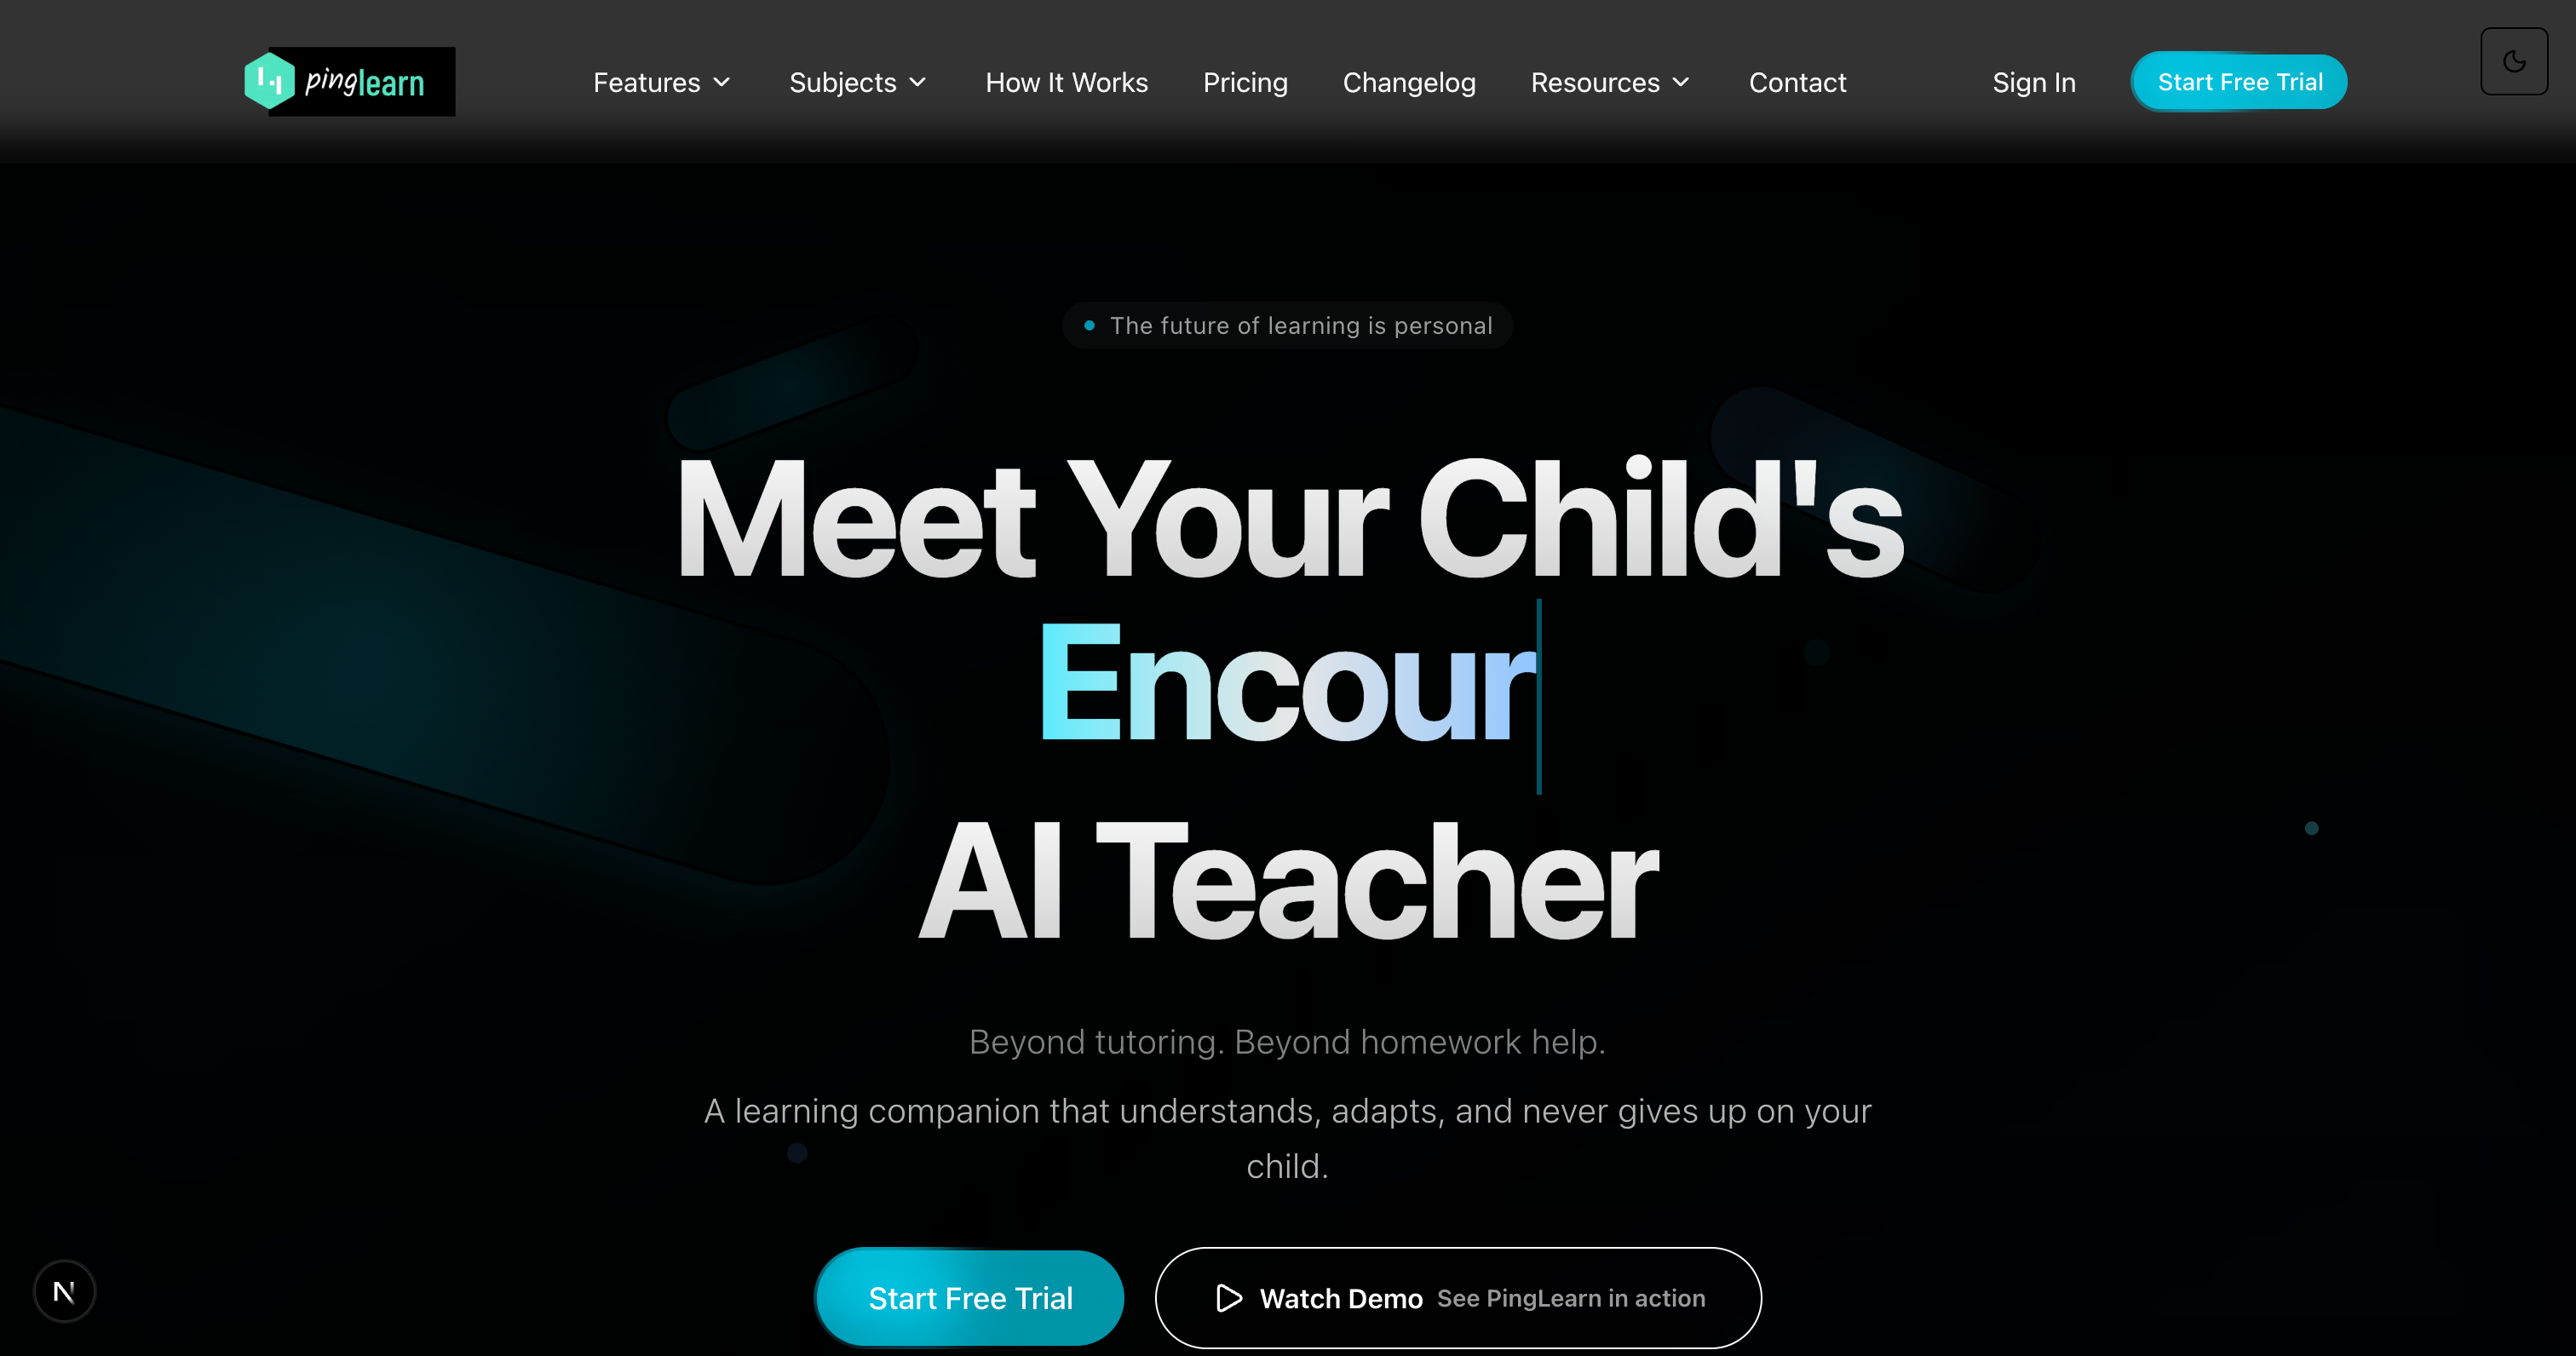 pinglearn
Features
Subjects
How It Works
Pricing
Changelog
Resources
Contact
Sign In
Start Free Trial
The future of learning is personal
Meet Your Child's
Encour
AI Teacher
Beyond tutoring. Beyond homework help.
A learning companion that understands, adapts, and never gives up on your
child.
N
Start Free Trial
Watch Demo See PingLearn in action